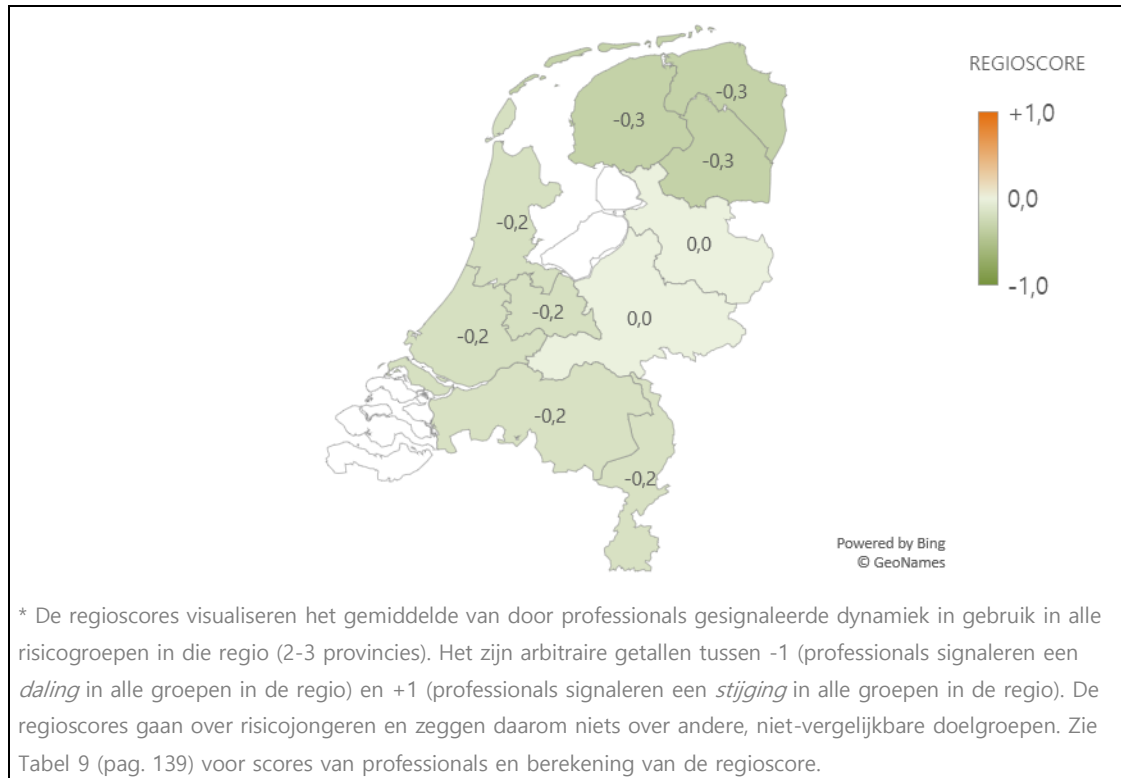 REGIOSCORE
+1,0
0,0
-1,0
-0,3
-0,3
-0,3
-0,2
0,0
-0,2
-0,2
0,0
-0,2
-0,2
Powered by Bing
© GeoNames
* De regioscores visualiseren het gemiddelde van door professionals gesignaleerde dynamiek in gebruik in alle
risicogroepen in die regio (2-3 provincies). Het zijn arbitraire getallen tussen -1 (professionals signaleren een
daling in alle groepen in de regio) en +1 (professionals signaleren een stijging in alle groepen in de regio). De
regioscores gaan over risicojongeren en zeggen daarom niets over andere, niet-vergelijkbare doelgroepen. Zie
Tabel 9 (pag. 139) voor scores van professionals en berekening van de regioscore.